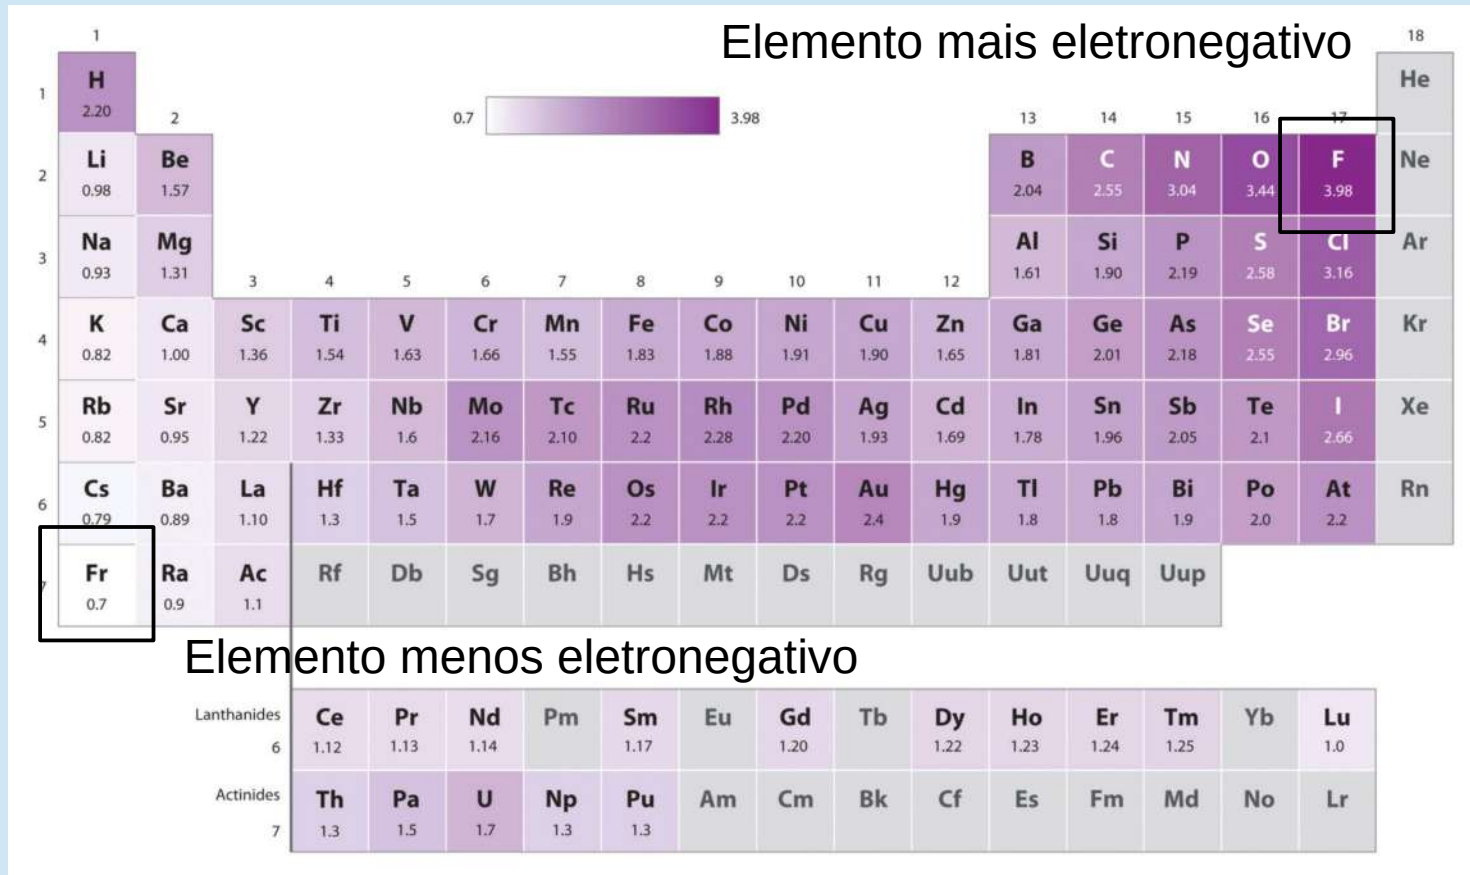 Elemento mais eletronegativo
1 18
H He
1 2.20
2 0.7 3.98 13 14 15 16 17
Li Be B C N O F Ne
2 0.98 1.57 2.04 2.55 3.04 3.44 3.98
Na Mg Al Si P S Cl Ar
3 0.93 1.31 3 4 5 6 7 8 9 10 11 12 1.61 1.90 2.19 2.58 3.16
K Ca Sc Ti V Cr Mn Fe Co Ni Cu Zn Ga Ge As Se Br Kr
4 0.82 1.00 1.36 1.54 1.63 1.66 1.55 1.83 1.88 1.91 1.90 1.65 1.81 2.01 2.18 2.55 2.96
Rb Sr Y Zr Nb Mo Tc Ru Rh Pd Ag Cd In Sn Sb Te I Xe
5 0.82 0.95 1.22 1.33 1.6 2.16 2.10 2.2 2.28 2.20 1.93 1.69 1.78 1.96 2.05 2.1 2.66
Cs Ba La Hf Ta W Re Os Ir Pt Au Hg Tl Pb Bi Po At Rn
6 0.79 0.89 1.10 1.3 1.5 1.7 1.9 2.2 2.2 2.2 2.4 1.9 1.8 1.8 1.9 2.0 2.2
Fr Ra Ac Rf Db Sg Bh Hs Mt Ds Rg Uub Uut Uuq Uup
7 0.7 0.9 1.1
Elemento menos eletronegativo
Lanthanides Ce Pr Nd Pm Sm Eu Gd Tb Dy Ho Er Tm Yb Lu
6 1.12 1.13 1.14 1.17 1.20 1.22 1.23 1.24 1.25 1.0
Actinides Th Pa U Np Pu Am Cm Bk Cf Es Fm Md No Lr
7 1.3 1.5 1.7 1.3 1.3